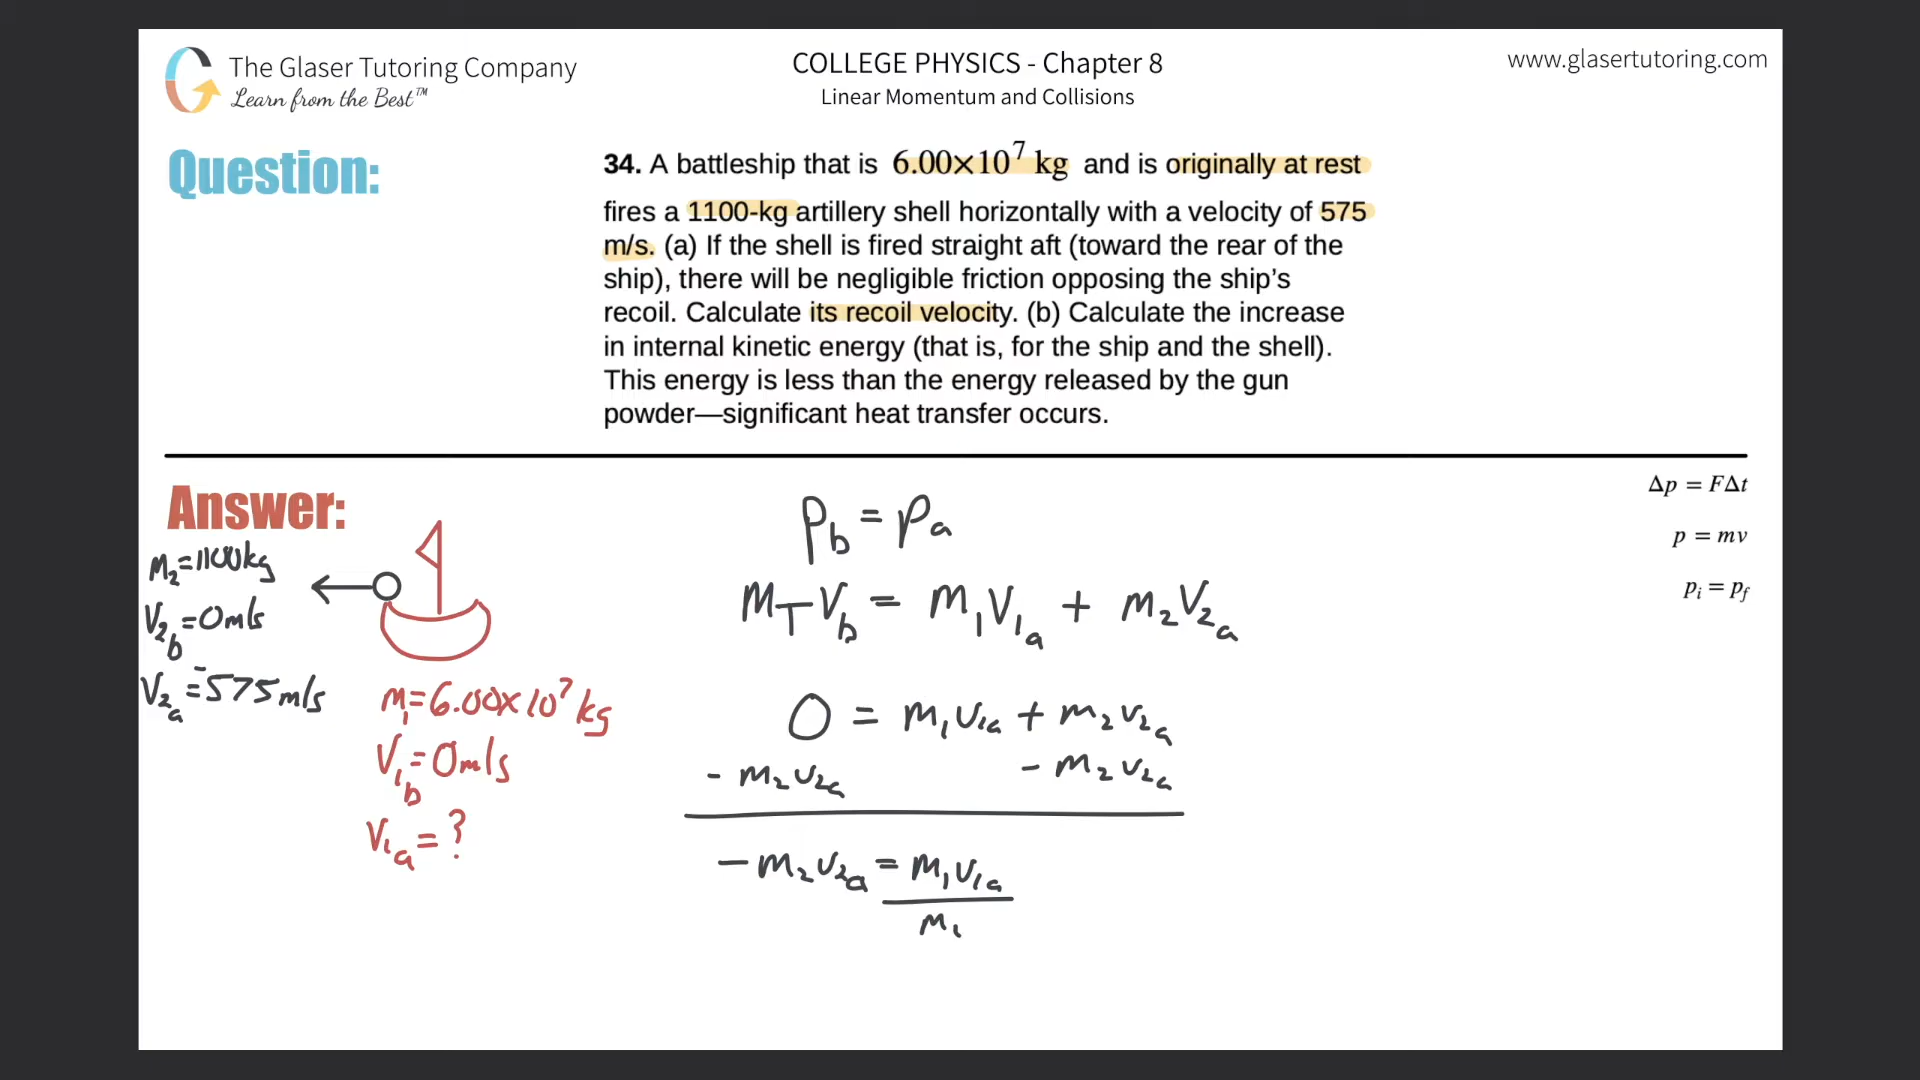 The Glaser Tutoring Company
Learn from the Best™
COLLEGE PHYSICS - Chapter 8
Linear Momentum and Collisions
www.glasertutoring.com
Question:
34. A battleship that is 6.00×10⁷ kg and is originally at rest
fires a 1100-kg artillery shell horizontally with a velocity of 575
m/s. (a) If the shell is fired straight aft (toward the rear of the
ship), there will be negligible friction opposing the ship's
recoil. Calculate its recoil velocity. (b) Calculate the increase
in internal kinetic energy (that is, for the ship and the shell).
This energy is less than the energy released by the gun
powder—significant heat transfer occurs.
Answer:
m₂=1100kg
V₂b=0m/s
V₂a=-575m/s
m₁=6.00×10⁷kg
V₁b=0m/s
V₁a=?
pb=pa
mTVb=m₁V₁a+m₂V₂a
0=m₁v₁a+m₂v₂a
-m₂v₂a -m₂v₂a
-m₂v₂a=m₁v₁a
m₁
Δp = FΔt
p = mv
pᵢ = p_f